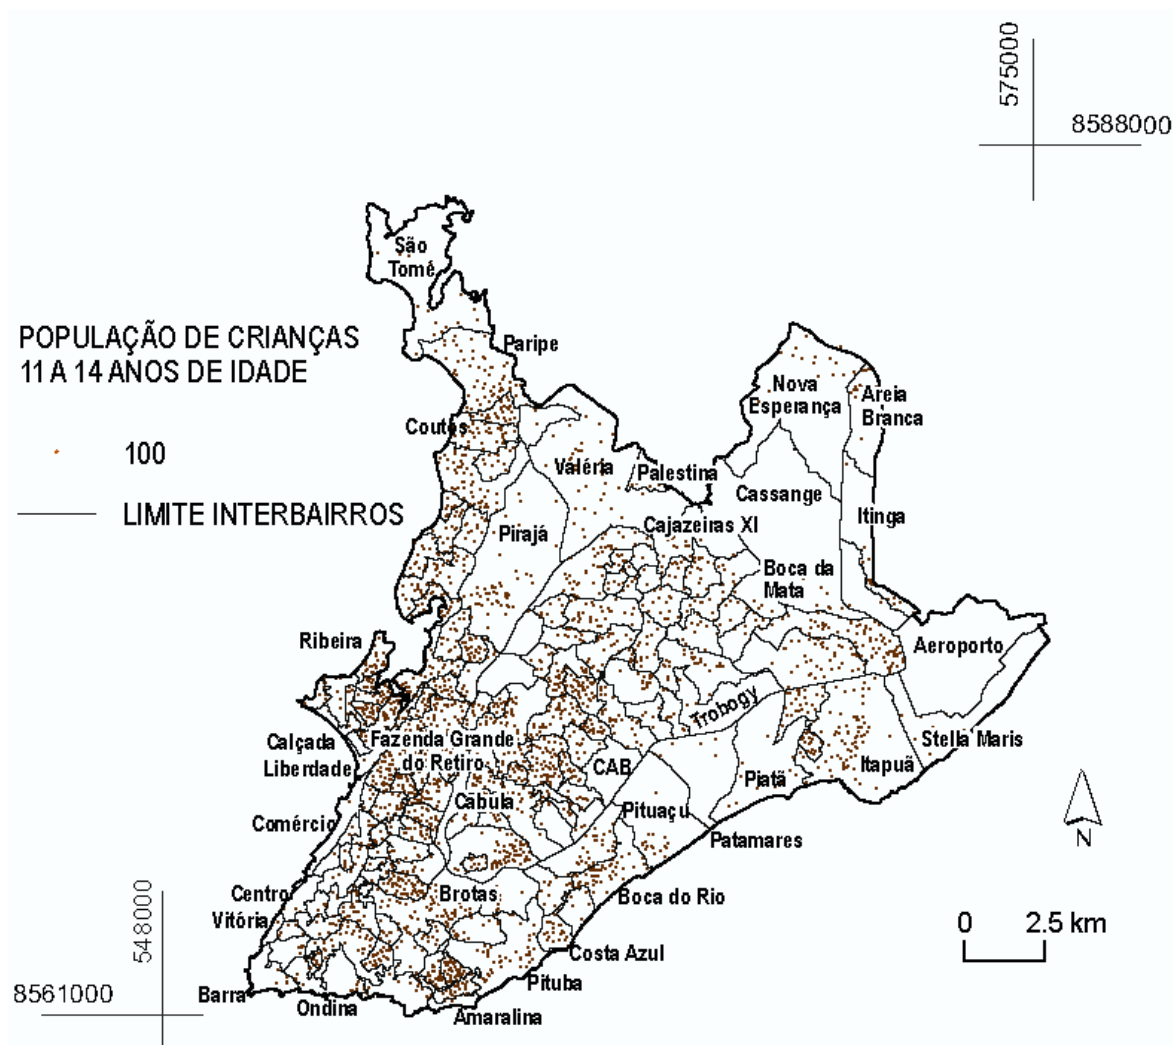 575000
8588000
São
Tomé
POPULAÇÃO DE CRIANÇAS
11 A 14 ANOS DE IDADE
Paripe
Nova
Esperança
Areia
Branca
Coutos
100
Valéria
Palestina
Cassange
LIMITE INTERBAIRROS
Itinga
Pirajá
Cajazeiras XI
Boca da
Mata
Ribeira
Aeroporto
Trobogy
Calçada
Fazenda Grande
do Retiro
Liberdade
Stella Maris
CAB
Itapuã
Piatã
Cabula
Pituaçu
Comércio
Patamares
N
Centro
Brotas
Boca do Rio
Vitória
548000
0 2.5 km
Costa Azul
Pituba
8561000
Barra
Ondina
Amaralina